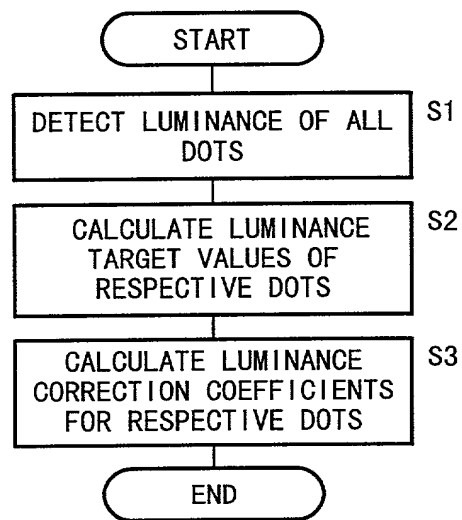 START
S1
DETECT LUMINANCE OF ALL
DOTS
S2
CALCULATE LUMINANCE
TARGET VALUES OF
RESPECTIVE DOTS
S3
CALCULATE LUMINANCE
CORRECTION COEFFICIENTS
FOR RESPECTIVE DOTS
END